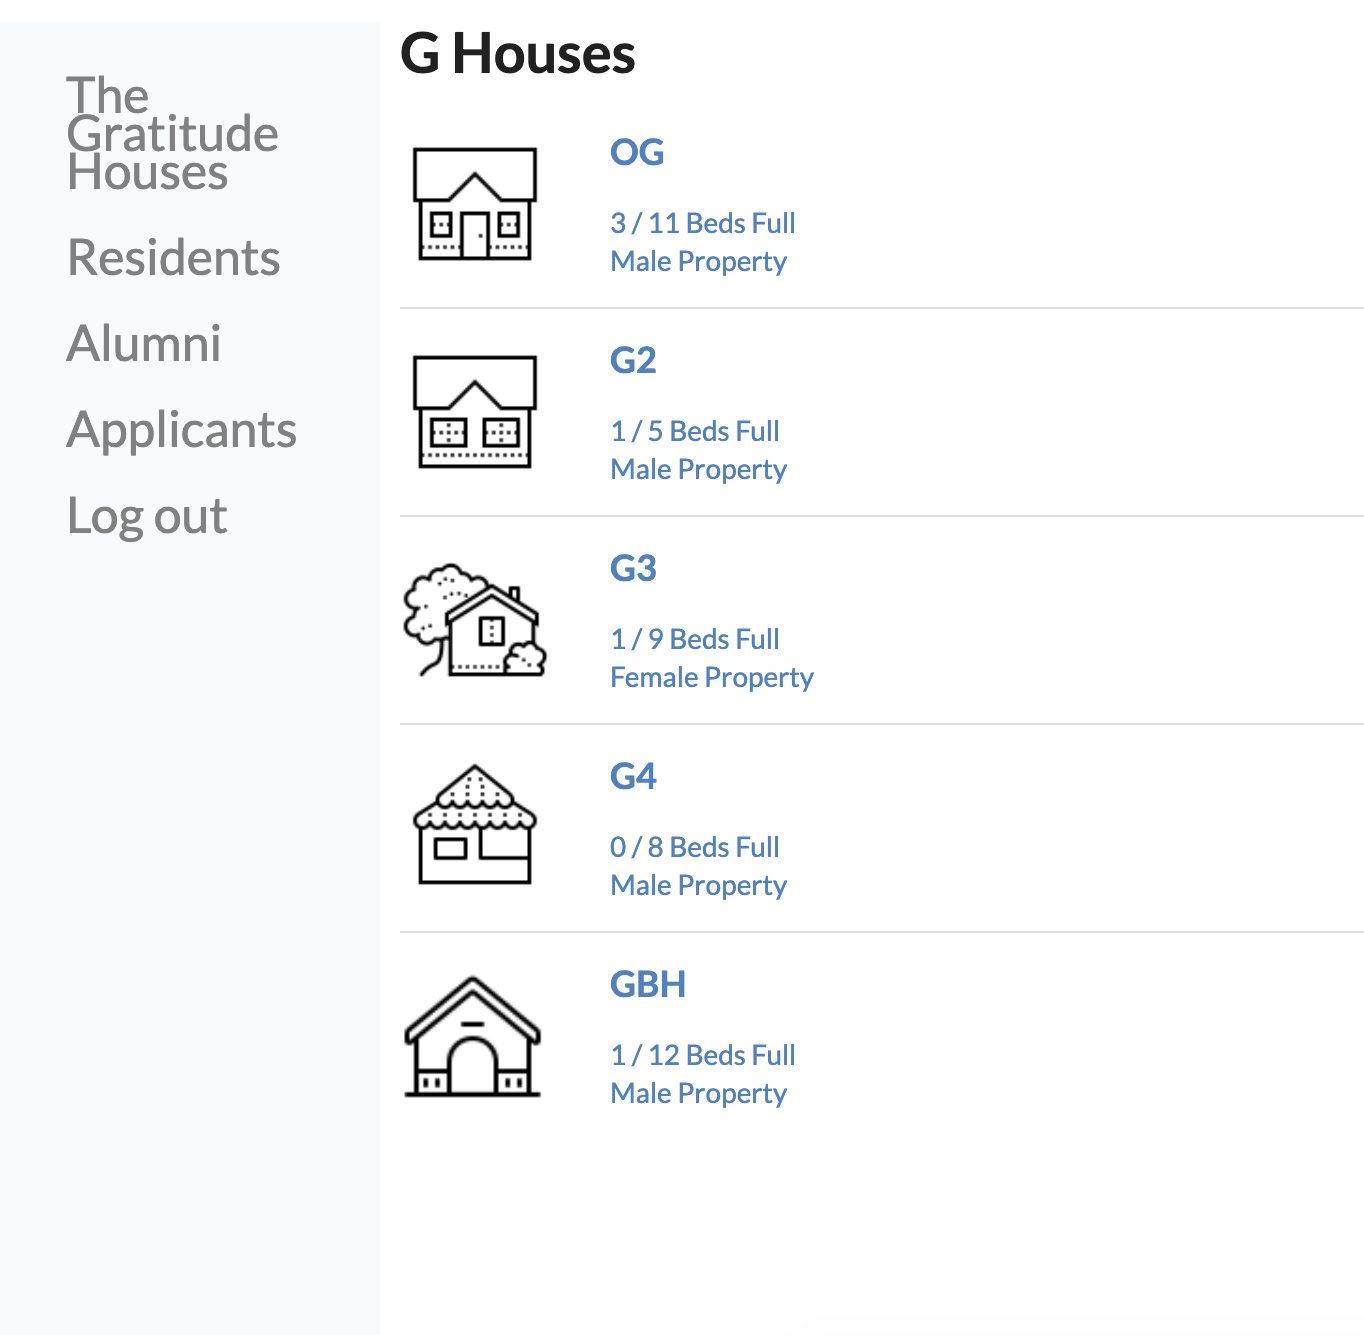 The
Gratitude
Houses
Residents
Alumni
Applicants
Log out
G Houses
OG
3 / 11 Beds Full
Male Property
G2
1 / 5 Beds Full
Male Property
G3
1 / 9 Beds Full
Female Property
G4
0 / 8 Beds Full
Male Property
GBH
1 / 12 Beds Full
Male Property